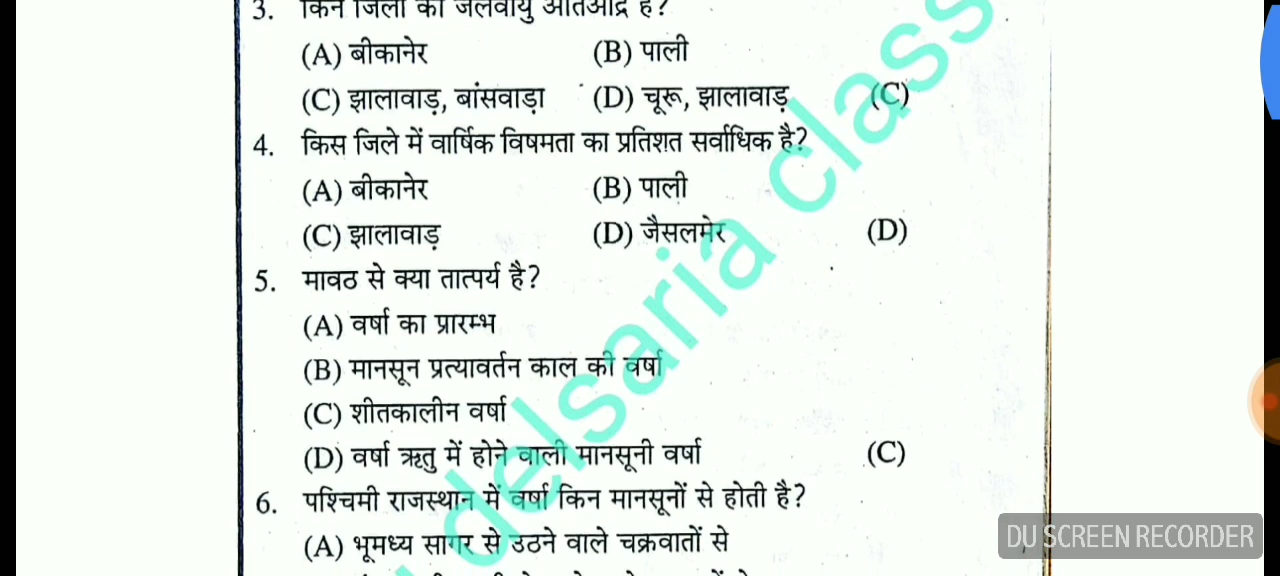 3. किन जिलों की जलवायु अतिआर्द्र है?
(A) बीकानेर (B) पाली
(C) झालावाड़, बांसवाड़ा (D) चूरू, झालावाड़ (C)
4. किस जिले में वार्षिक विषमता का प्रतिशत सर्वाधिक है?
(A) बीकानेर (B) पाली
(C) झालावाड़ (D) जैसलमेर (D)
5. मावठ से क्या तात्पर्य है?
(A) वर्षा का प्रारम्भ
(B) मानसून प्रत्यावर्तन काल की वर्षा
(C) शीतकालीन वर्षा
(D) वर्षा ऋतु में होने वाली मानसूनी वर्षा (C)
6. पश्चिमी राजस्थान में वर्षा किन मानसूनों से होती है?
(A) भूमध्य सागर से उठने वाले चक्रवातों से
delsaria class
DU SCREEN RECORDER